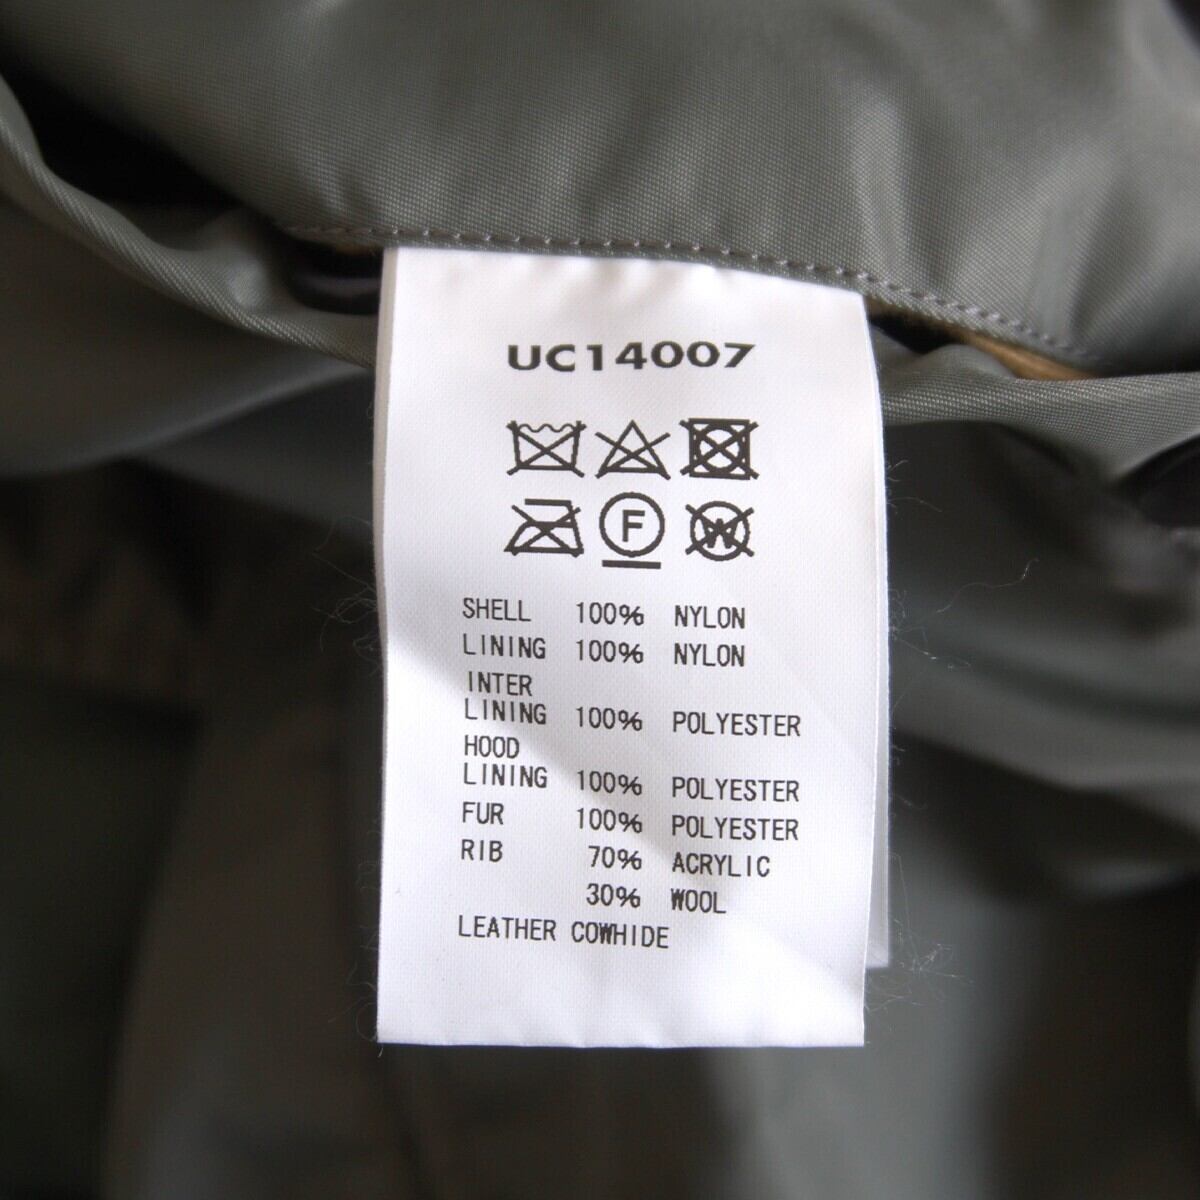 UC14007
F
W
SHELL 100% NYLON
LINING 100% NYLON
INTER
LINING 100% POLYESTER
HOOD
LINING 100% POLYESTER
FUR 100% POLYESTER
RIB 70% ACRYLIC
30% WOOL
LEATHER COWHIDE